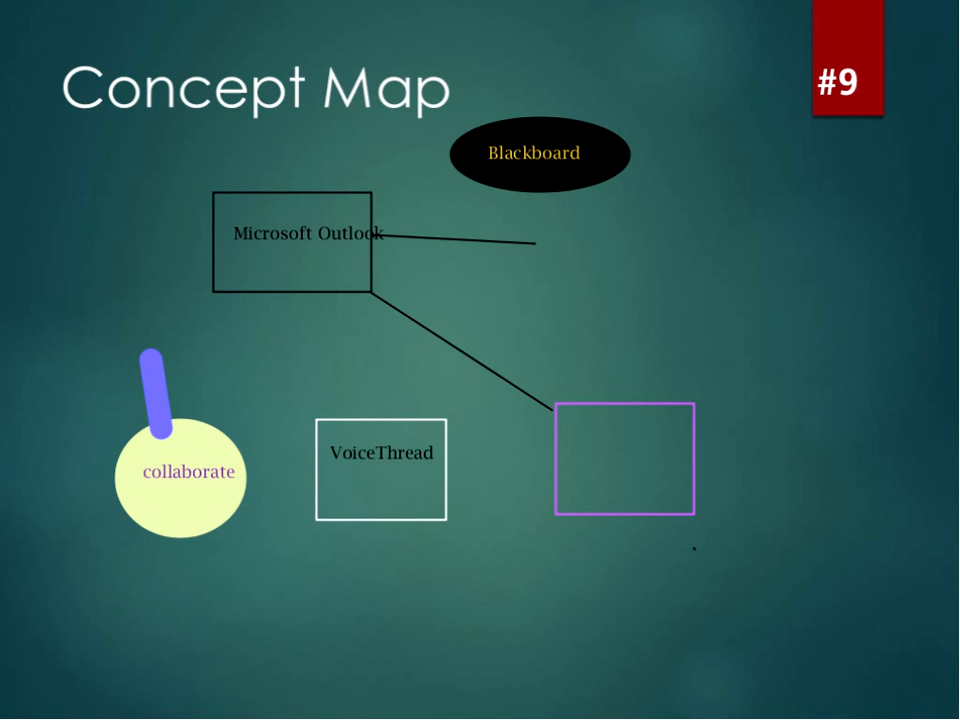 Concept Map
#9
Blackboard
Microsoft Outlook
VoiceThread
collaborate